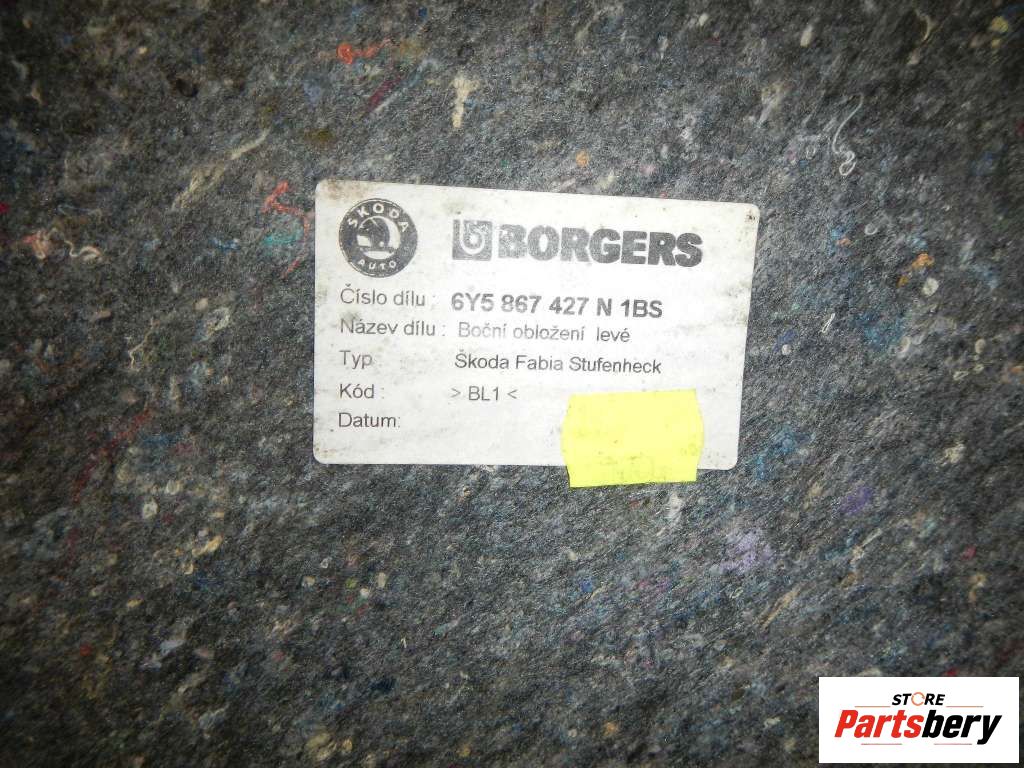 ŠKODA
AUTO
BORGERS
Číslo dílu : 6Y5 867 427 N 1BS
Název dílu : Boční obložení levé
Typ Škoda Fabia Stufenheck
Kód : > BL1 <
Datum:
STORE
Partsbery